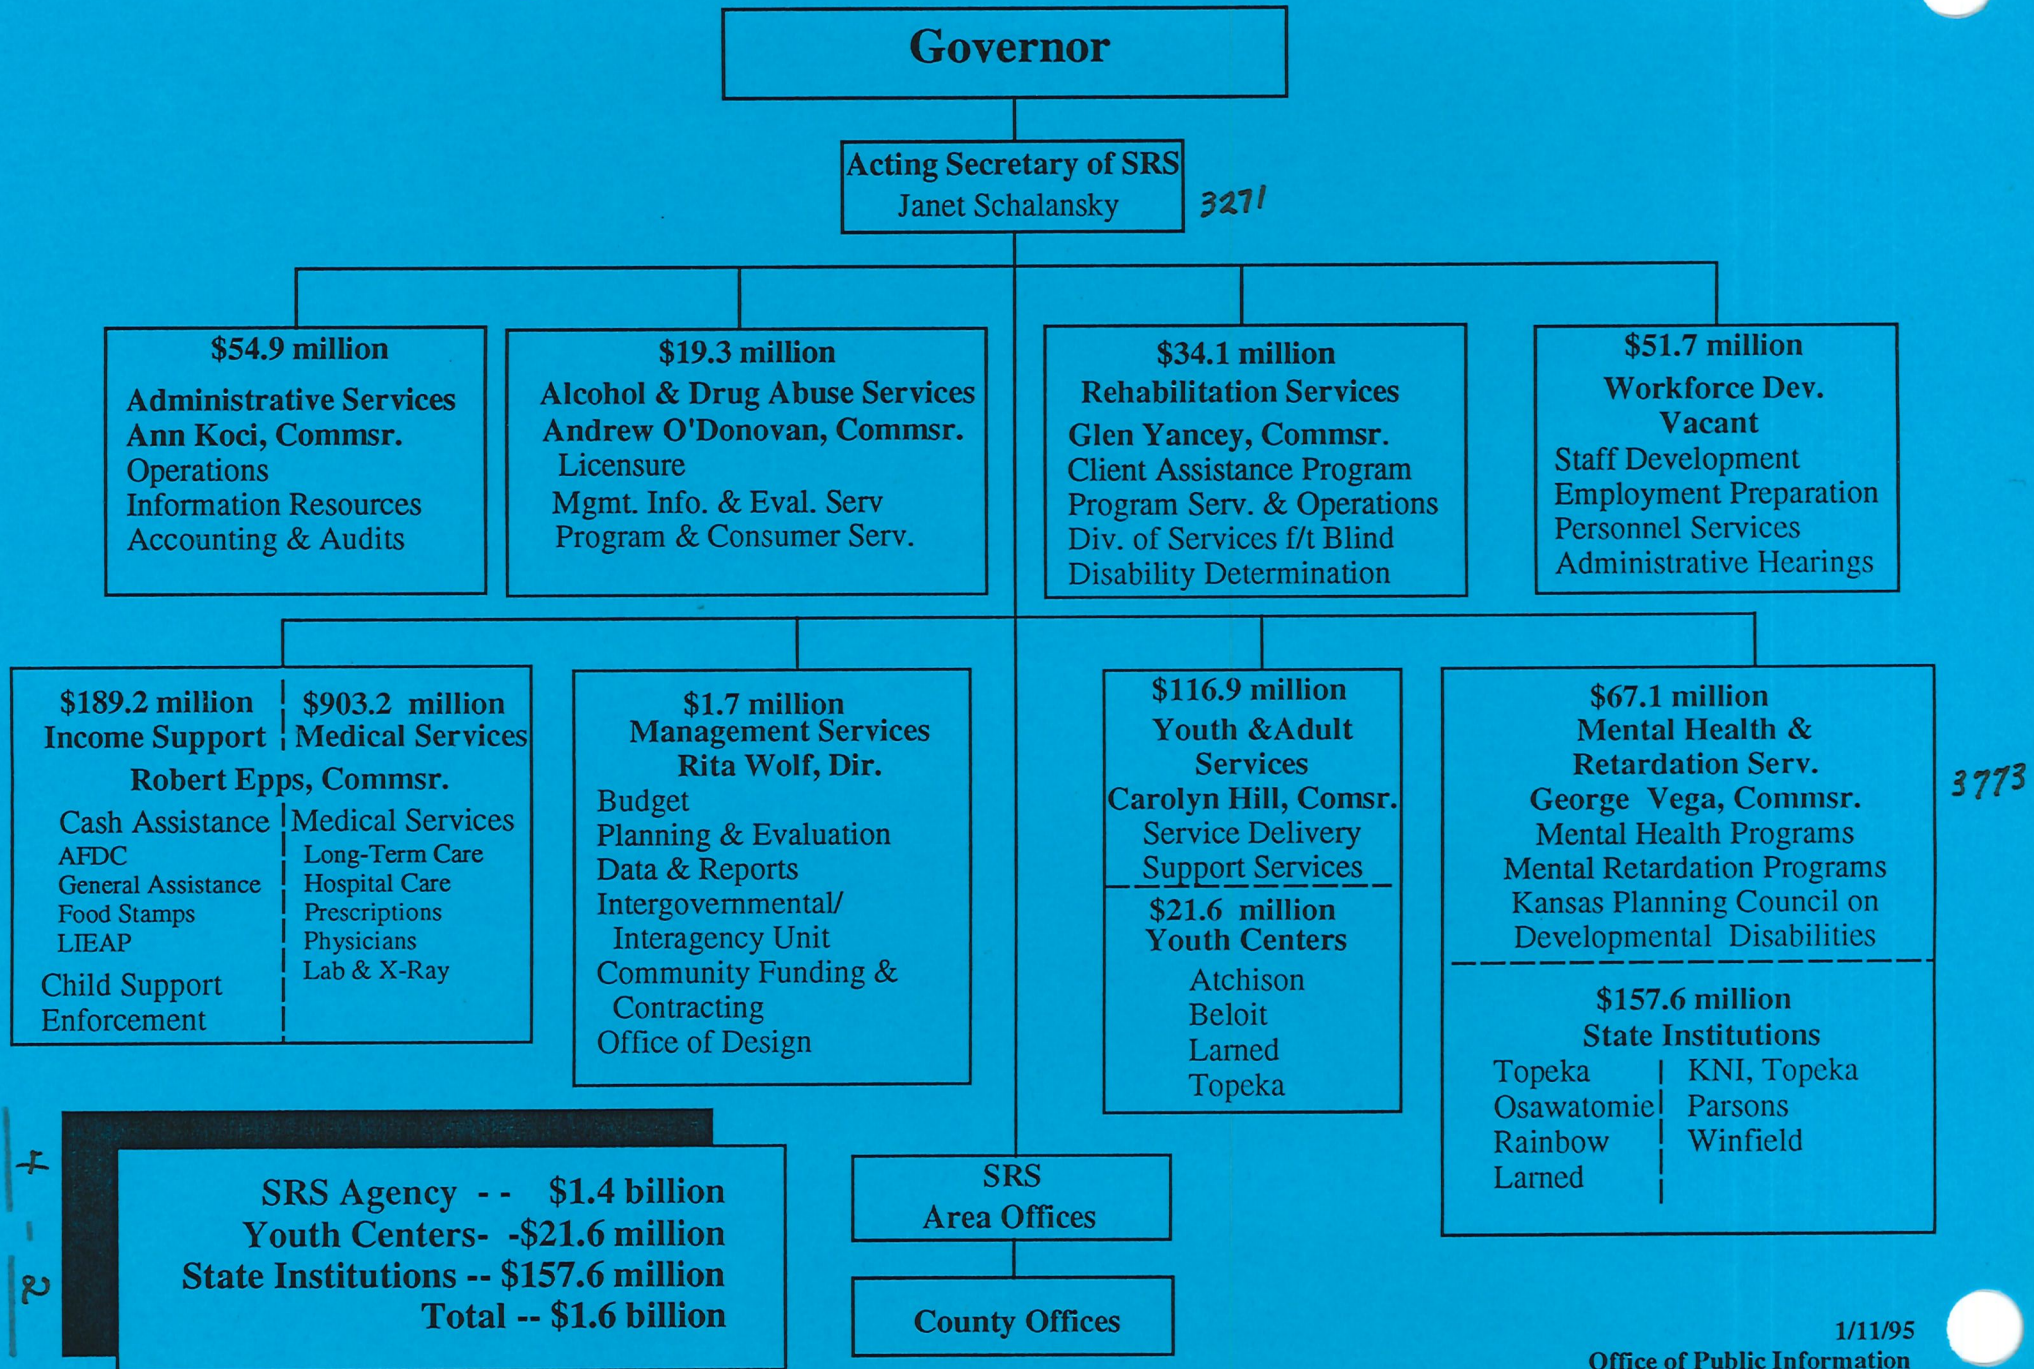 Governor
Acting Secretary of SRS
Janet Schalansky
3271
$54.9 million
Administrative Services
Ann Koci, Commsr.
Operations
Information Resources
Accounting & Audits
$19.3 million
Alcohol & Drug Abuse Services
Andrew O'Donovan, Commsr.
Licensure
Mgmt. Info. & Eval. Serv
Program & Consumer Serv.
$34.1 million
Rehabilitation Services
Glen Yancey, Commsr.
Client Assistance Program
Program Serv. & Operations
Div. of Services f/t Blind
Disability Determination
$51.7 million
Workforce Dev.
Vacant
Staff Development
Employment Preparation
Personnel Services
Administrative Hearings
$189.2 million
Income Support
$903.2 million
Medical Services
Robert Epps, Commsr.
Cash Assistance
AFDC
General Assistance
Food Stamps
LIEAP
Child Support
Enforcement
Medical Services
Long-Term Care
Hospital Care
Prescriptions
Physicians
Lab & X-Ray
$1.7 million
Management Services
Rita Wolf, Dir.
Budget
Planning & Evaluation
Data & Reports
Intergovernmental/
Interagency Unit
Community Funding &
Contracting
Office of Design
$116.9 million
Youth &Adult
Services
Carolyn Hill, Comsr.
Service Delivery
Support Services
$21.6 million
Youth Centers
Atchison
Beloit
Larned
Topeka
$67.1 million
Mental Health &
Retardation Serv.
George Vega, Commsr.
Mental Health Programs
Mental Retardation Programs
Kansas Planning Council on
Developmental Disabilities
3773
$157.6 million
State Institutions
Topeka
Osawatomie
Rainbow
Larned
KNI, Topeka
Parsons
Winfield
SRS Agency - - $1.4 billion
Youth Centers- -$21.6 million
State Institutions -- $157.6 million
Total -- $1.6 billion
SRS
Area Offices
County Offices
1/11/95
Office of Public Information